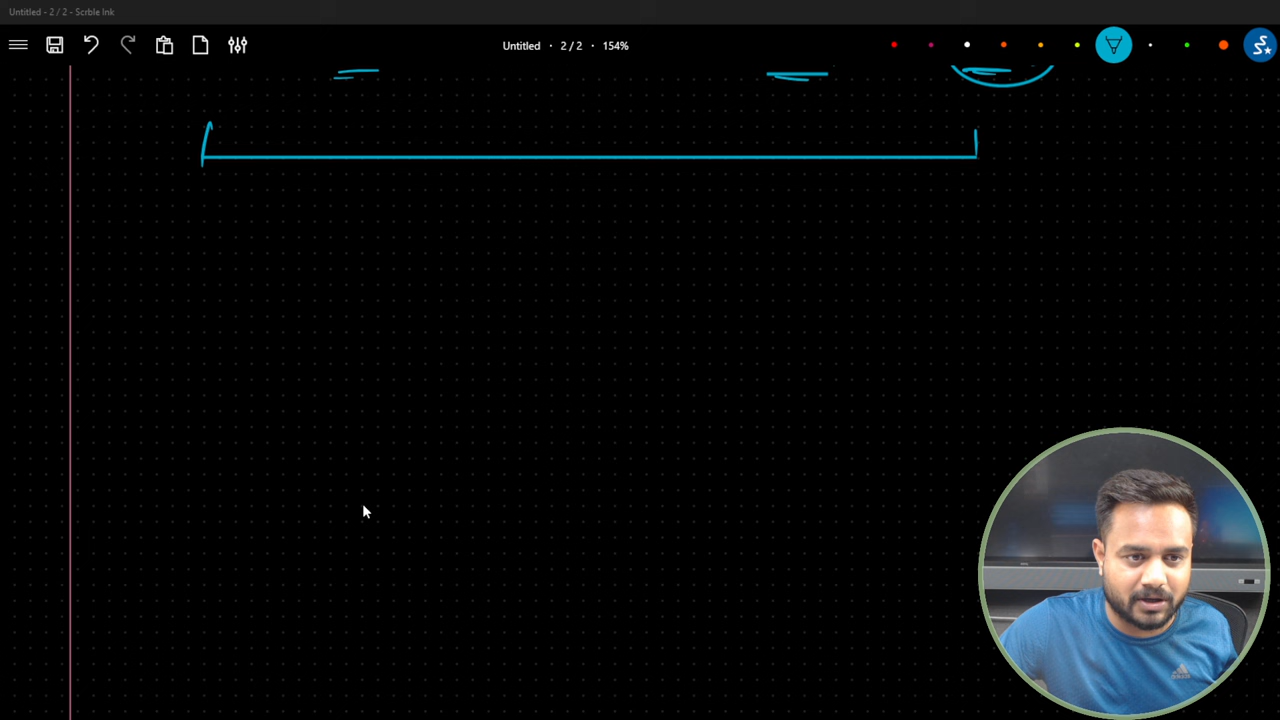 Untitled - 2 / 2 - Scrble Ink
Untitled · 2 / 2 · 154%